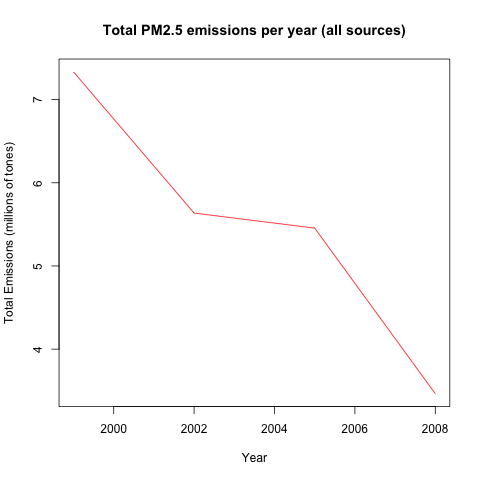 Total PM2.5 emissions per year (all sources)
Total Emissions (millions of tones)
7
6
5
4
2000 2002 2004 2006 2008
Year